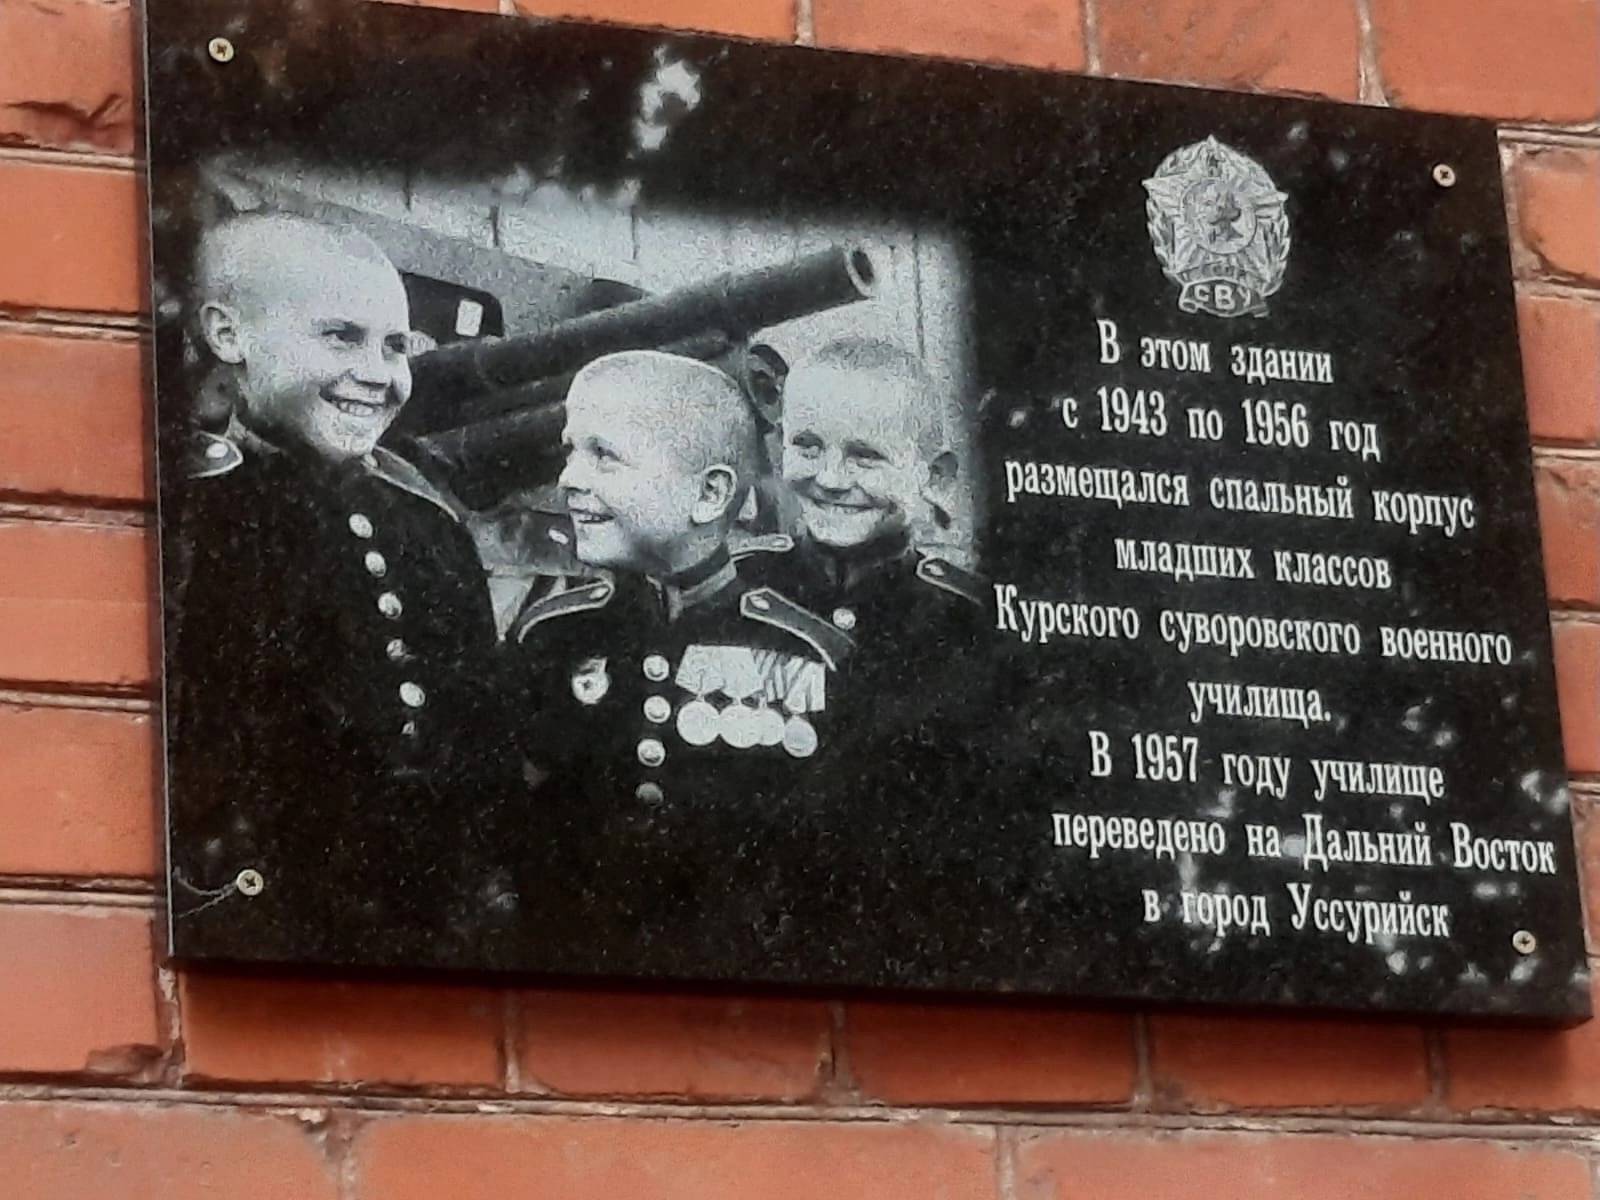 СВУ
В этом здании
с 1943 по 1956 год
размещался спальный корпус
младших классов
Курского суворовского военного
училища.
В 1957 году училище
переведено на Дальний Восток
в город Уссурийск